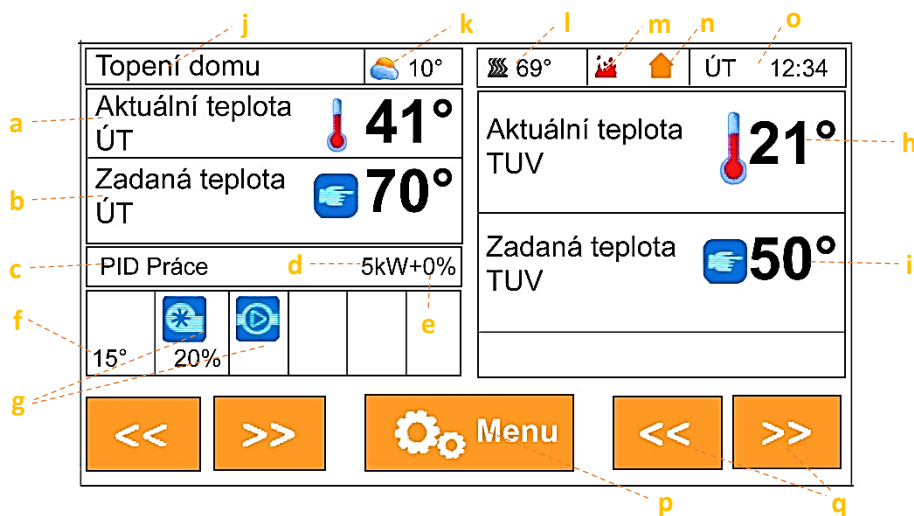 j k l m n o
Topení domu 10° 69° ÚT 12:34
a Aktuální teplota
ÚT
41°
b Zadaná teplota
ÚT
70°
c PID Práce d 5kW+0%
e
f 15° 20%
g
Aktuální teplota
TUV
21° h
Zadaná teplota
TUV
50° i
<< >> Menu << >>
p q